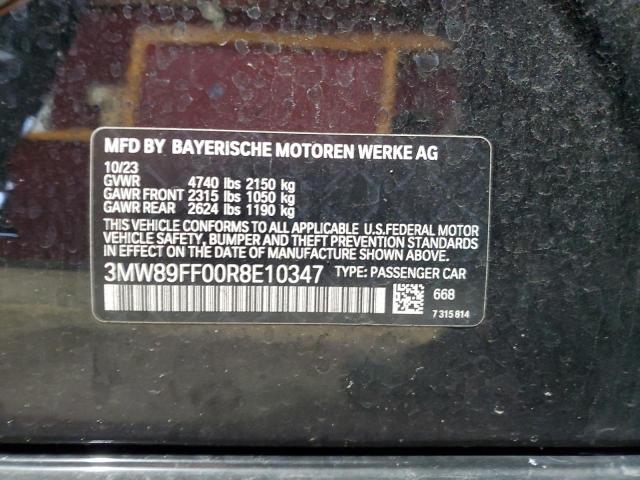 MFD BY BAYERISCHE MOTOREN WERKE AG
10/23
GVWR 4740 lbs 2150 kg
GAWR FRONT 2315 lbs 1050 kg
GAWR REAR 2624 lbs 1190 kg
THIS VEHICLE CONFORMS TO ALL APPLICABLE U.S.FEDERAL MOTOR
VEHICLE SAFETY, BUMPER AND THEFT PREVENTION STANDARDS
IN EFFECT ON THE DATE OF MANUFACTURE SHOWN ABOVE.
3MW89FF00R8E10347 TYPE: PASSENGER CAR
668
7 315 814